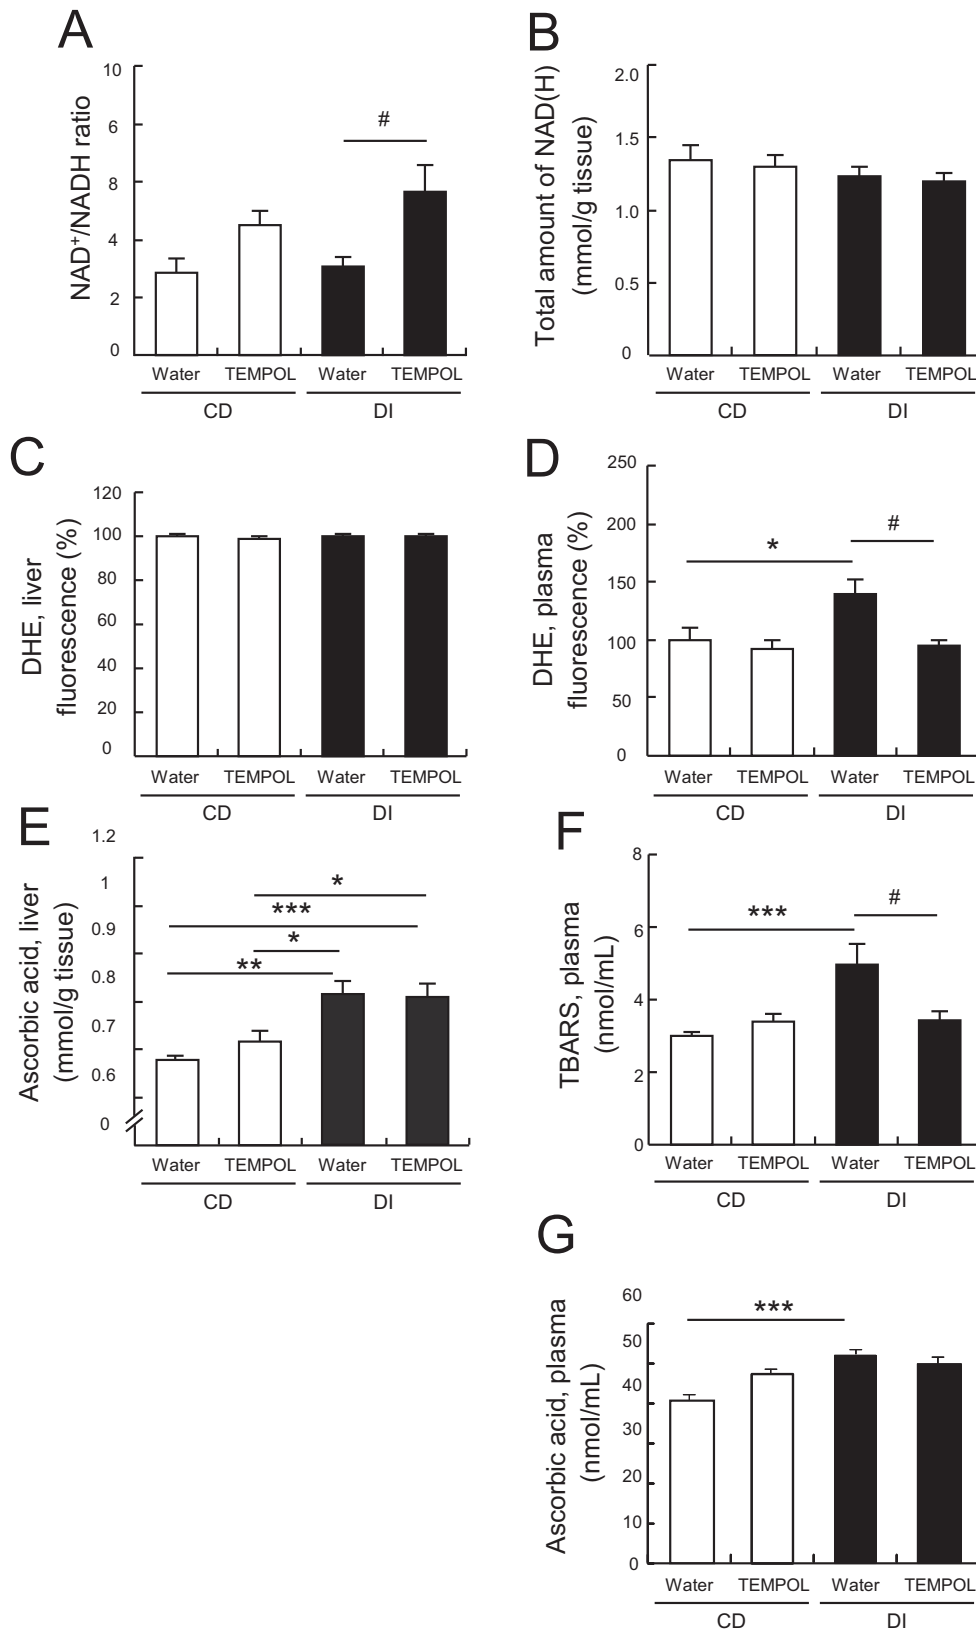 A
NAD⁺/NADH ratio
10
6
8
4
2
0
#
Water TEMPOL Water TEMPOL
CD DI
B
Total amount of NAD(H)
(mmol/g tissue)
2.0
1.5
1.0
0.5
0
Water TEMPOL Water TEMPOL
CD DI
C
DHE, liver
fluorescence (%)
120
100
80
60
40
20
0
Water TEMPOL Water TEMPOL
CD DI
D
DHE, plasma
fluorescence (%)
250
200
150
100
50
0
* #
Water TEMPOL Water TEMPOL
CD DI
E
Ascorbic acid, liver
(mmol/g tissue)
1.2
1
0.9
0.8
0.7
0.6
0
*
***
*
**
Water TEMPOL Water TEMPOL
CD DI
F
TBARS, plasma
(nmol/mL)
8
6
4
2
0
*** #
Water TEMPOL Water TEMPOL
CD DI
G
Ascorbic acid, plasma
(nmol/mL)
60
50
40
30
20
10
0
***
Water TEMPOL Water TEMPOL
CD DI